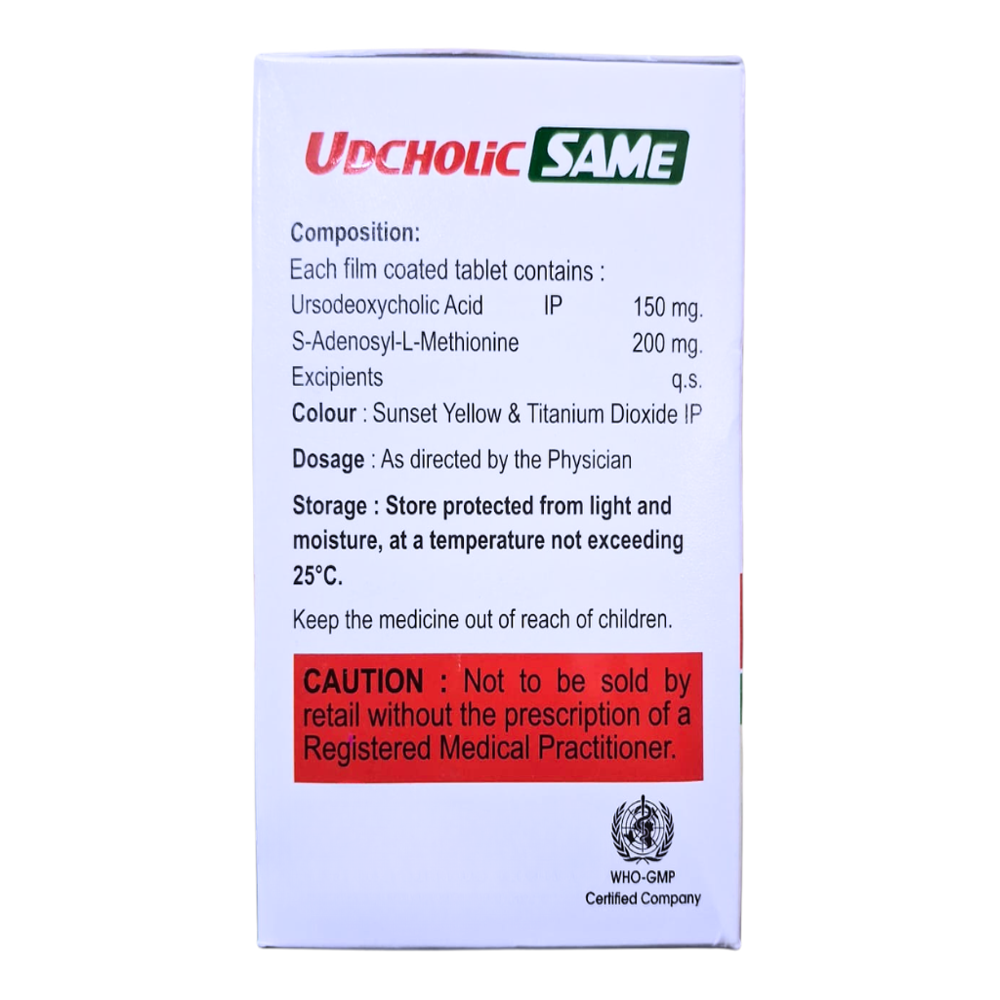 UDCHOLiC SAMe
Composition:
Each film coated tablet contains :
Ursodeoxycholic Acid IP 150 mg.
S-Adenosyl-L-Methionine 200 mg.
Excipients q.s.
Colour : Sunset Yellow & Titanium Dioxide IP
Dosage : As directed by the Physician
Storage : Store protected from light and
moisture, at a temperature not exceeding
25°C.
Keep the medicine out of reach of children.
CAUTION : Not to be sold by
retail without the prescription of a
Registered Medical Practitioner.
WHO-GMP
Certified Company